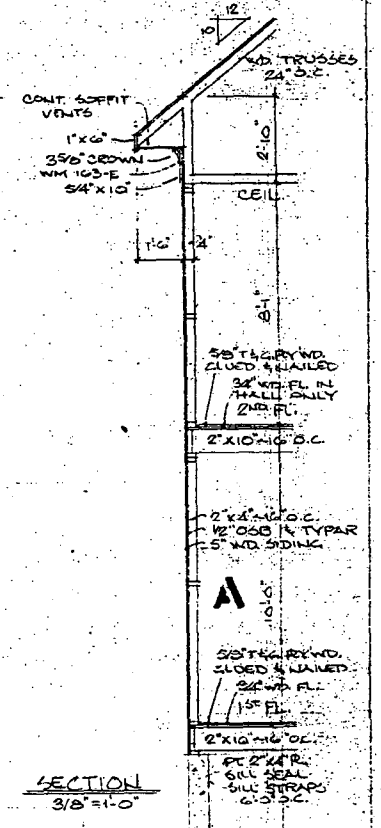 12
10
WD. TRUSSES
24" O.C.
CONT. SOFFIT
VENTS
1"X6"
3 5/8" CROWN
WM 163-E
5/4"X10"
2'-10"
CEIL.
1'-6"
4"
8'-1"
5/8" T&G PLYWD.
GLUED & NAILED
3/4" WD. FL. IN
HALL ONLY
2ND FL.
2"X10"~16" O.C.
2"X4"~16" O.C.
1/2" OSB & TYPAR
5" WD. SIDING
A
10'-0"
5/8" T&G PLYWD.
GLUED & NAILED
3/4" WD. FL.
1ST FL.
2"X10"~16" O.C.
PT 2"X4" R
SILL SEAL
SILL STRAPS
6'-0" O.C.
SECTION
3/8"=1'-0"